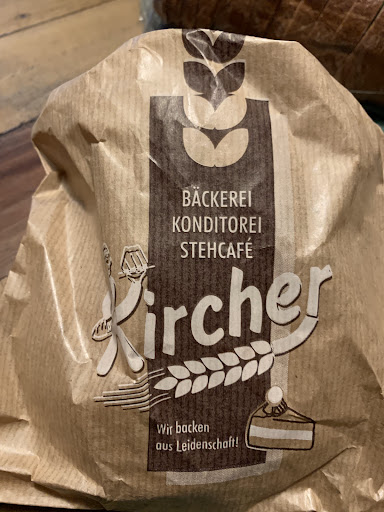 BÄCKEREI
KONDITOREI
STEHCAFÉ
Kircher
Wir backen
aus Leidenschaft!